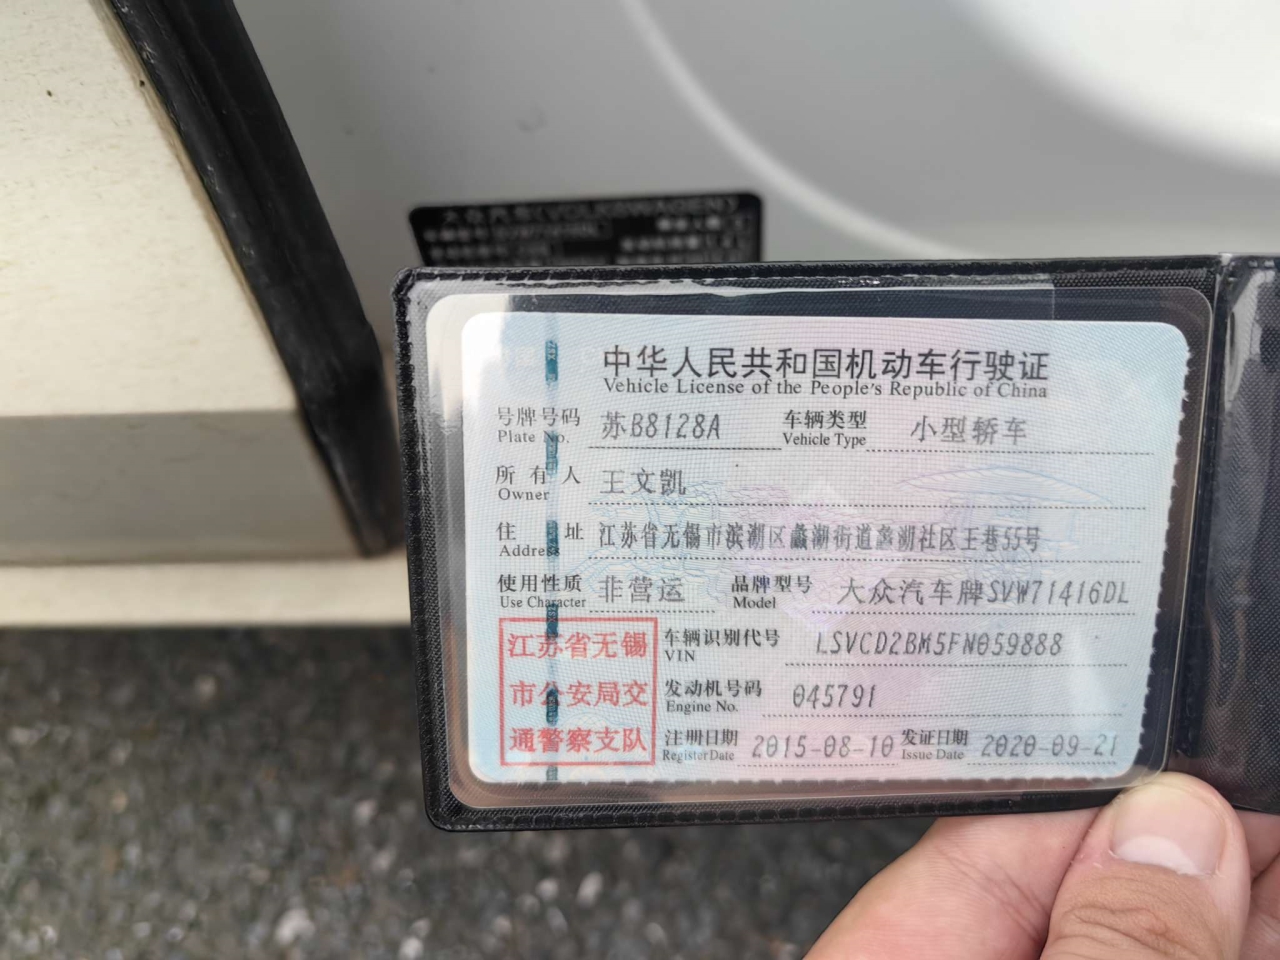 大众汽车(VOLKSWAGEN)
中华人民共和国机动车行驶证
Vehicle License of the People's Republic of China
号牌号码 苏B8128A 车辆类型 小型轿车
Plate No. Vehicle Type
所有人 王文凯
Owner
住址 江苏省无锡市滨湖区蠡湖街道蠡湖社区王巷55号
Address
使用性质 非营运 品牌型号 大众汽车牌SVW71416DL
Use Character Model
江苏省无锡
市公安局交
通警察支队
车辆识别代号 LSVCD2BM5FN059888
VIN
发动机号码 045791
Engine No.
注册日期 2015-08-10 发证日期 2020-09-21
Register Date Issue Date